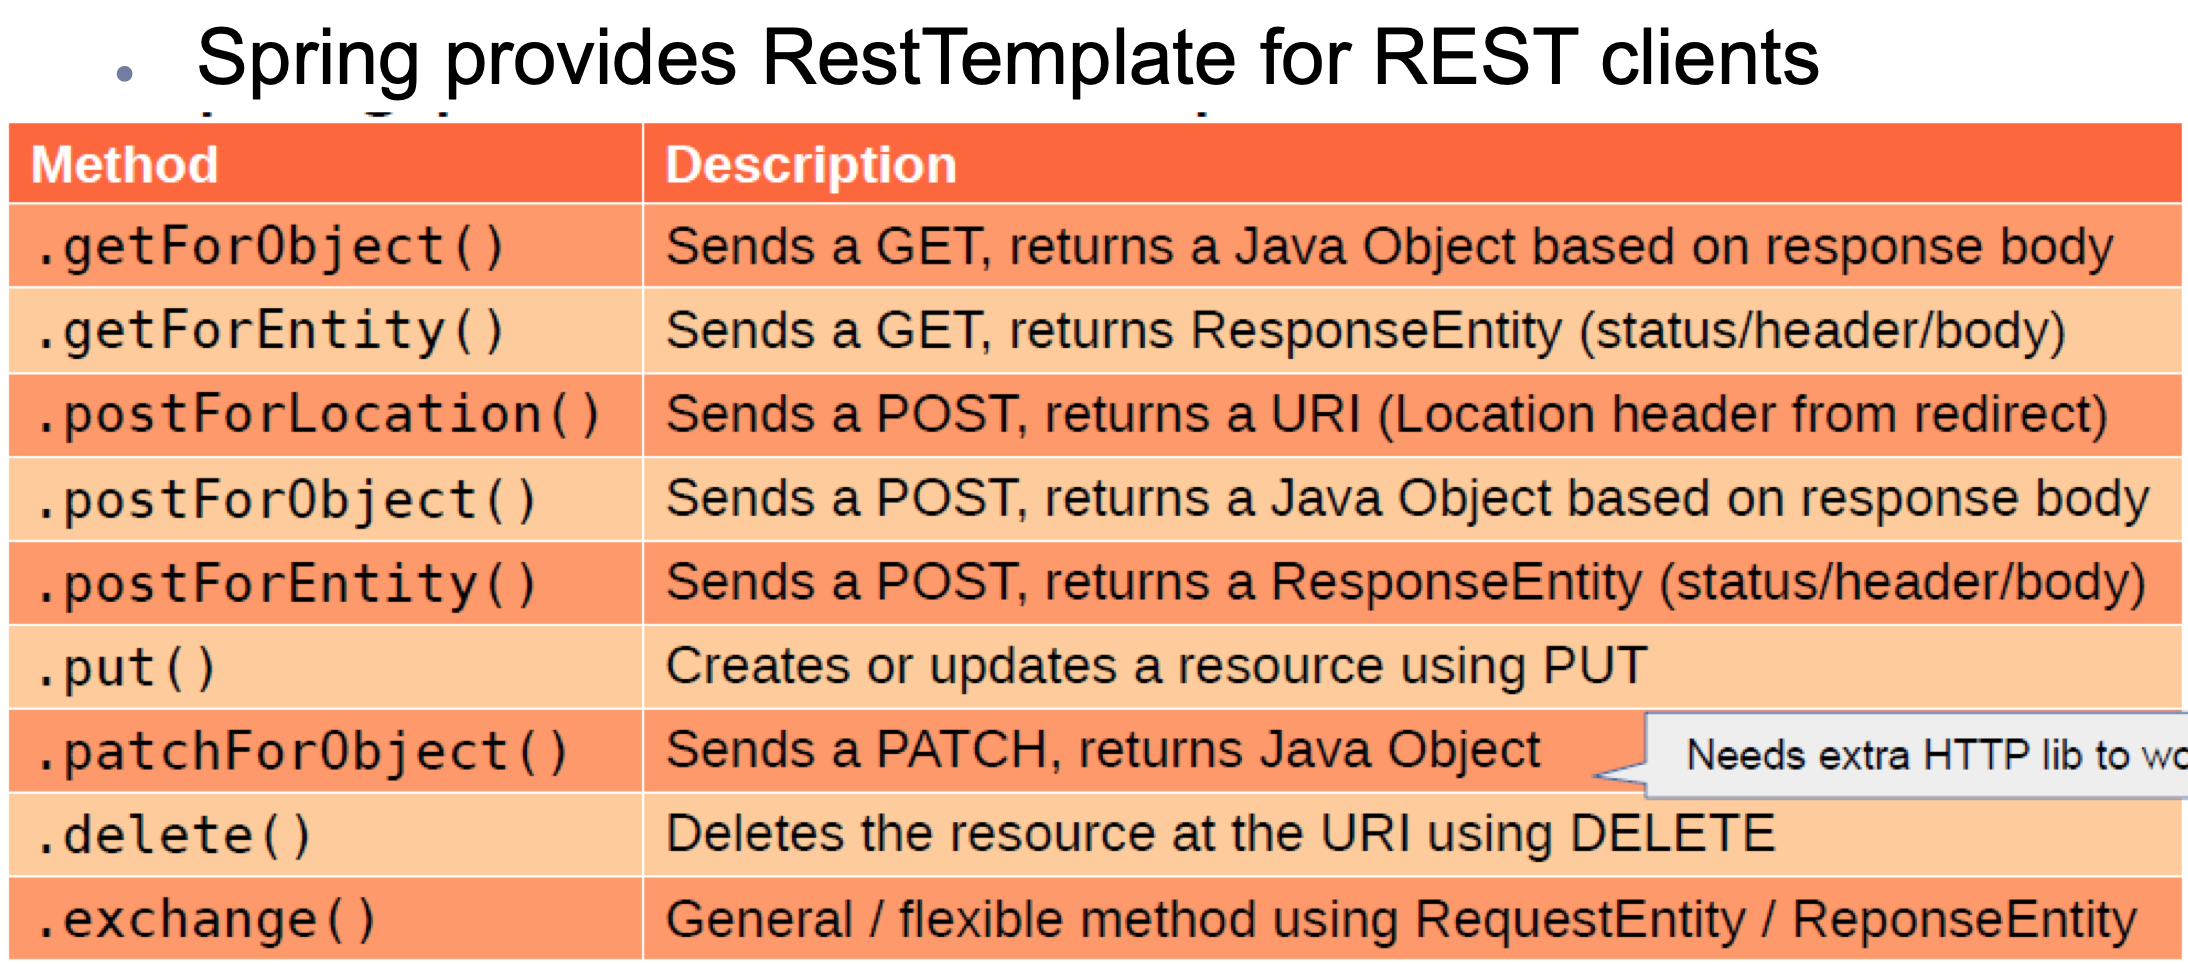 • Spring provides RestTemplate for REST clients
Method Description
.getForObject() Sends a GET, returns a Java Object based on response body
.getForEntity() Sends a GET, returns ResponseEntity (status/header/body)
.postForLocation() Sends a POST, returns a URI (Location header from redirect)
.postForObject() Sends a POST, returns a Java Object based on response body
.postForEntity() Sends a POST, returns a ResponseEntity (status/header/body)
.put() Creates or updates a resource using PUT
.patchForObject() Sends a PATCH, returns Java Object
Needs extra HTTP lib to
.delete() Deletes the resource at the URI using DELETE
.exchange() General / flexible method using RequestEntity / ReponseEntity